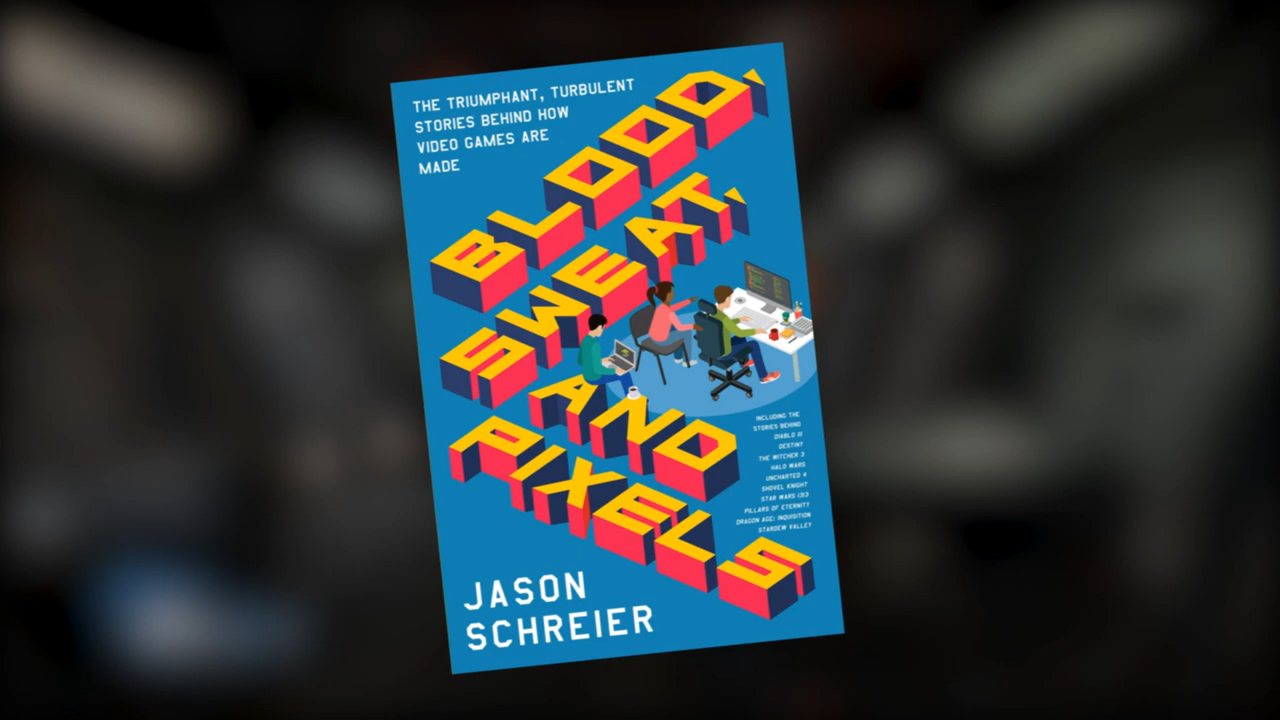 THE TRIUMPHANT, TURBULENT
STORIES BEHIND HOW
VIDEO GAMES ARE
MADE
BLOOD,
SWEAT,
AND
PIXELS
INCLUDING THE
STORIES BEHIND
DIABLO III
DESTINY
THE WITCHER 3
HALO WARS
UNCHARTED 4
SHOVEL KNIGHT
STAR WARS 1313
PILLARS OF ETERNITY
DRAGON AGE: INQUISITION
STARDEW VALLEY
JASON
SCHREIER